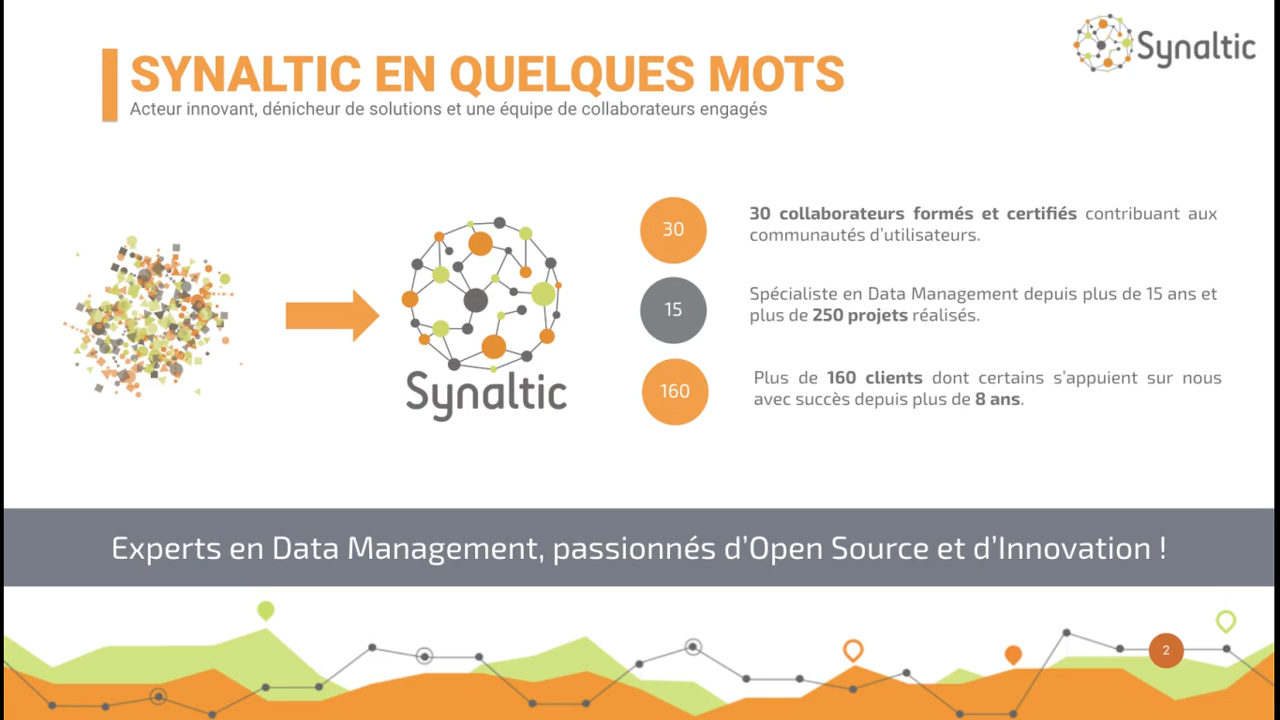 Synaltic
SYNALTIC EN QUELQUES MOTS
Acteur innovant, dénicheur de solutions et une équipe de collaborateurs engagés
30
30 collaborateurs formés et certifiés contribuant aux
communautés d'utilisateurs.
15
Spécialiste en Data Management depuis plus de 15 ans et
plus de 250 projets réalisés.
160
Plus de 160 clients dont certains s'appuient sur nous
avec succès depuis plus de 8 ans.
Synaltic
Experts en Data Management, passionnés d'Open Source et d'Innovation !
2